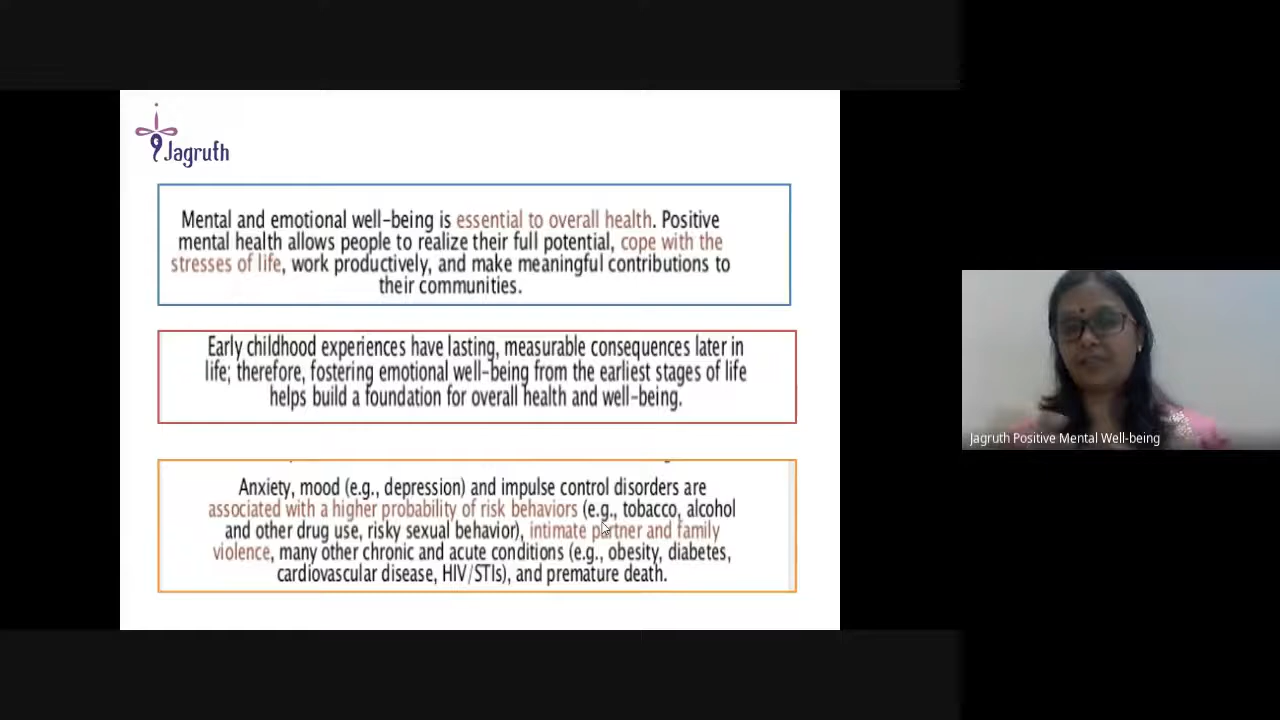 Jagruth
Mental and emotional well-being is essential to overall health. Positive
mental health allows people to realize their full potential, cope with the
stresses of life, work productively, and make meaningful contributions to
their communities.
Early childhood experiences have lasting, measurable consequences later in
life; therefore, fostering emotional well-being from the earliest stages of life
helps build a foundation for overall health and well-being.
Anxiety, mood (e.g., depression) and impulse control disorders are
associated with a higher probability of risk behaviors (e.g., tobacco, alcohol
and other drug use, risky sexual behavior), intimate partner and family
violence, many other chronic and acute conditions (e.g., obesity, diabetes,
cardiovascular disease, HIV/STIs), and premature death.
Jagruth Positive Mental Well-being